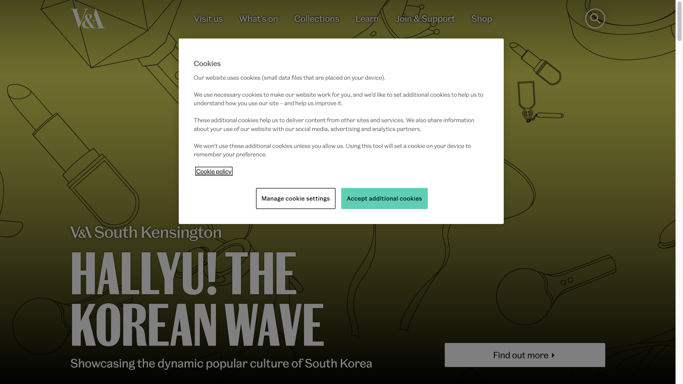 V&A
Visit us
What's on
Collections
Learn
Join & Support
Shop
Cookies
Our website uses cookies (small data files that are placed on your device).
We use necessary cookies to make our website work for you, and we'd like to set additional cookies to help us to
understand how you use our site – and help us improve it.
These additional cookies help us to deliver content from other sites and services. We also share information
about your use of our website with our social media, advertising and analytics partners.
We won't use these additional cookies unless you allow us. Using this tool will set a cookie on your device to
remember your preference.
Cookie policy
Manage cookie settings
Accept additional cookies
V&A South Kensington
HALLYU! THE
KOREAN WAVE
Showcasing the dynamic popular culture of South Korea
Find out more